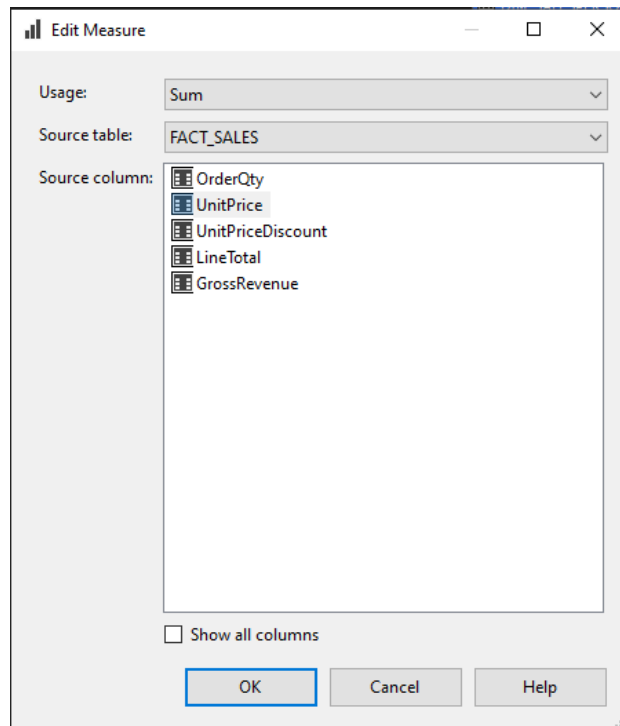 Edit Measure
Usage: Sum
Source table: FACT_SALES
Source column: OrderQty
UnitPrice
UnitPriceDiscount
LineTotal
GrossRevenue
Show all columns
OK Cancel Help